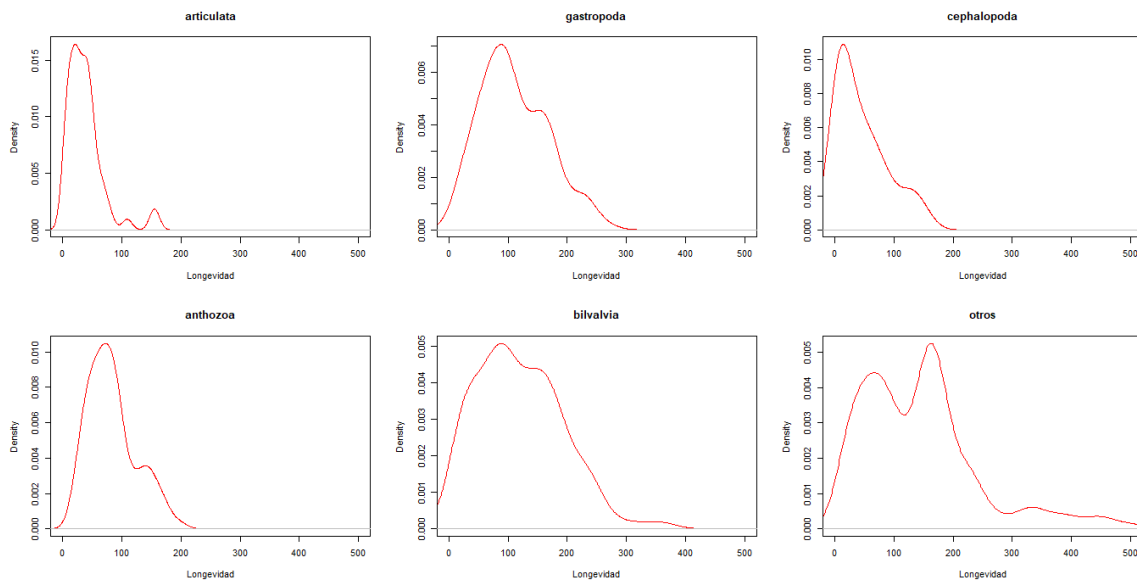 articulata
Density
0.000 0.005 0.010 0.015
0 100 200 300 400 500
Longevidad
gastropoda
Density
0.000 0.002 0.004 0.006
0 100 200 300 400 500
Longevidad
cephalopoda
Density
0.000 0.002 0.004 0.006 0.008 0.010
0 100 200 300 400 500
Longevidad
anthozoa
Density
0.000 0.002 0.004 0.006 0.008 0.010
0 100 200 300 400 500
Longevidad
bilvalvia
Density
0.000 0.001 0.002 0.003 0.004 0.005
0 100 200 300 400 500
Longevidad
otros
Density
0.000 0.001 0.002 0.003 0.004 0.005
0 100 200 300 400 500
Longevidad